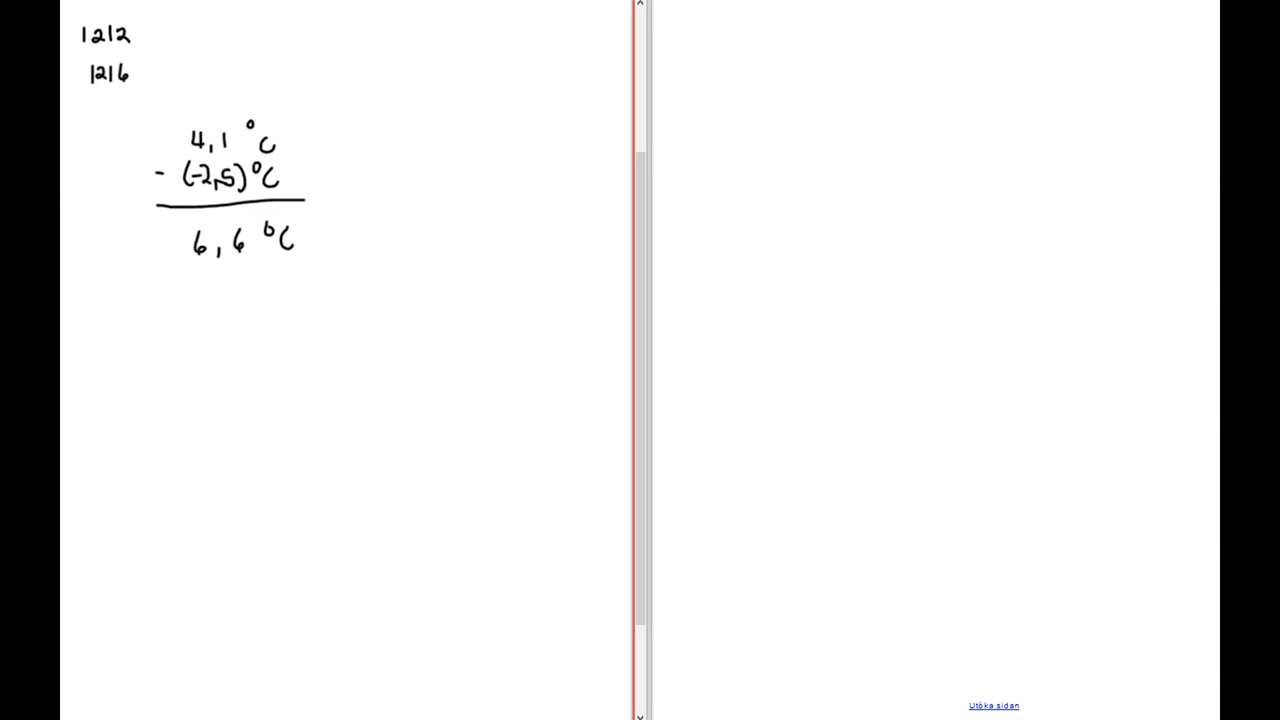 1212
1216
4,1 °C
- (-2,5) °C
6,6 °C
Utöka sidan